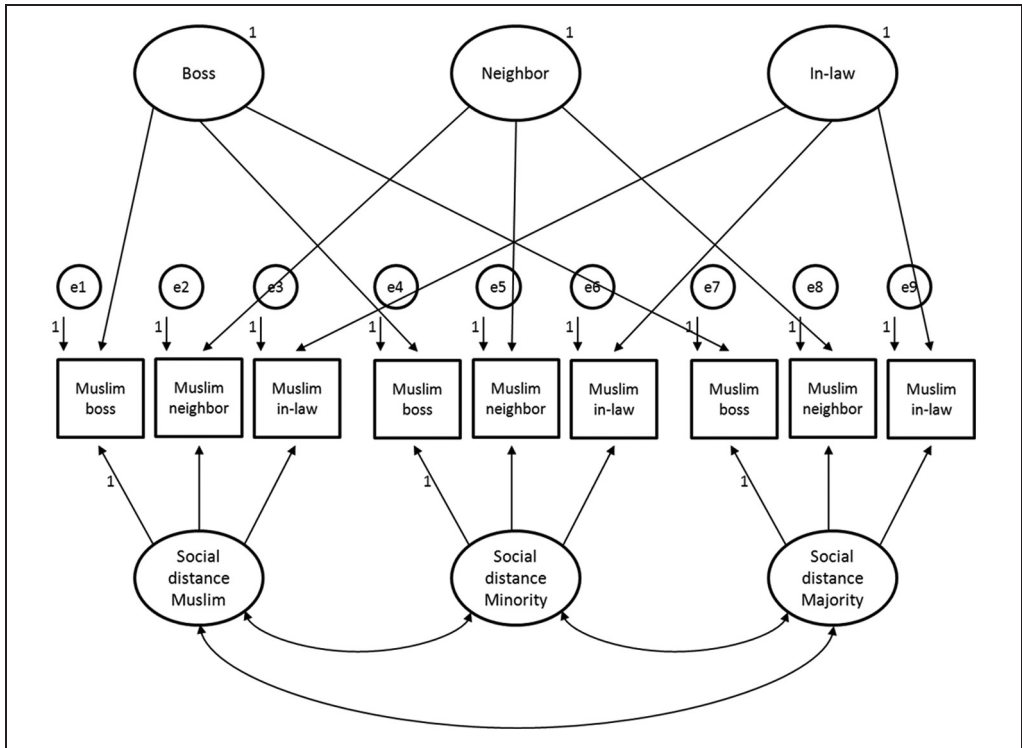 1
1
1
Boss
Neighbor
In-law
e1
e2
e3
e4
e5
e6
e7
e8
e9
1
1
1
1
1
1
1
1
1
Muslim
boss
Muslim
neighbor
Muslim
in-law
Muslim
boss
Muslim
neighbor
Muslim
in-law
Muslim
boss
Muslim
neighbor
Muslim
in-law
1
1
1
Social
distance
Muslim
Social
distance
Minority
Social
distance
Majority